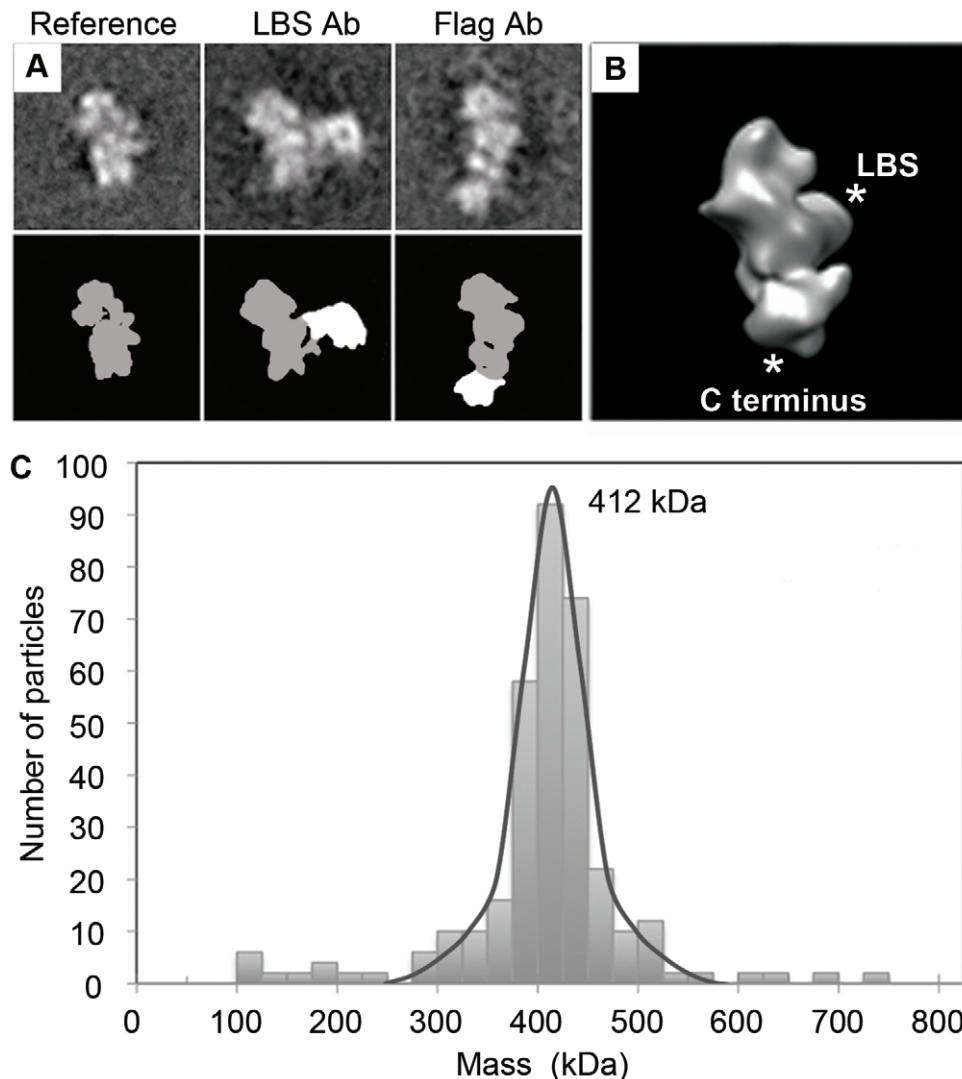 Reference LBS Ab Flag Ab
A
B
LBS
*
*
C terminus
C
412 kDa
Number of particles
100
90
80
70
60
50
40
30
20
10
0
0 100 200 300 400 500 600 700 800
Mass (kDa)